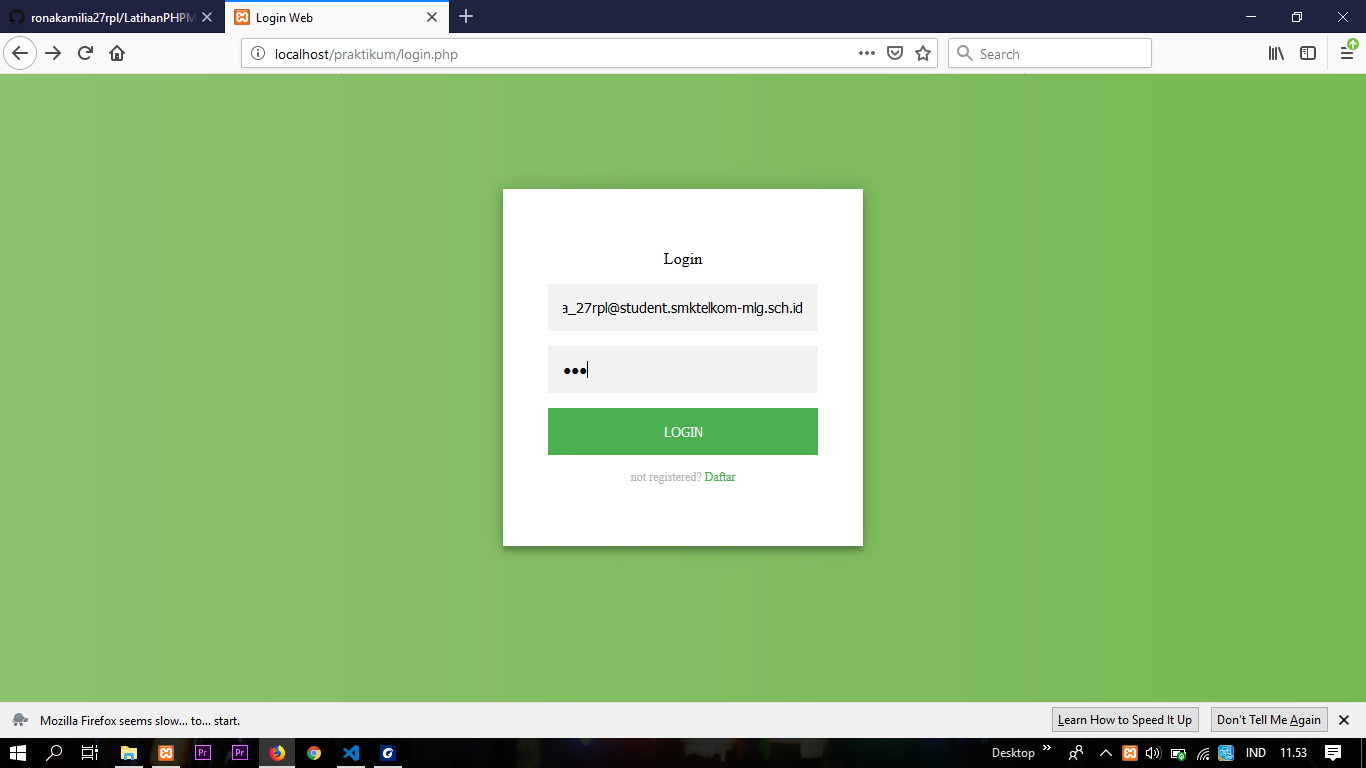 ronakamilia27rpl/LatihanPHPM
Login Web
localhost/praktikum/login.php
Search
Login
a_27rpl@student.smktelkom-mlg.sch.id
●●●
LOGIN
not registered? Daftar
Mozilla Firefox seems slow... to... start.
Learn How to Speed It Up
Don't Tell Me Again
Pr
Pr
Desktop
IND
11.53